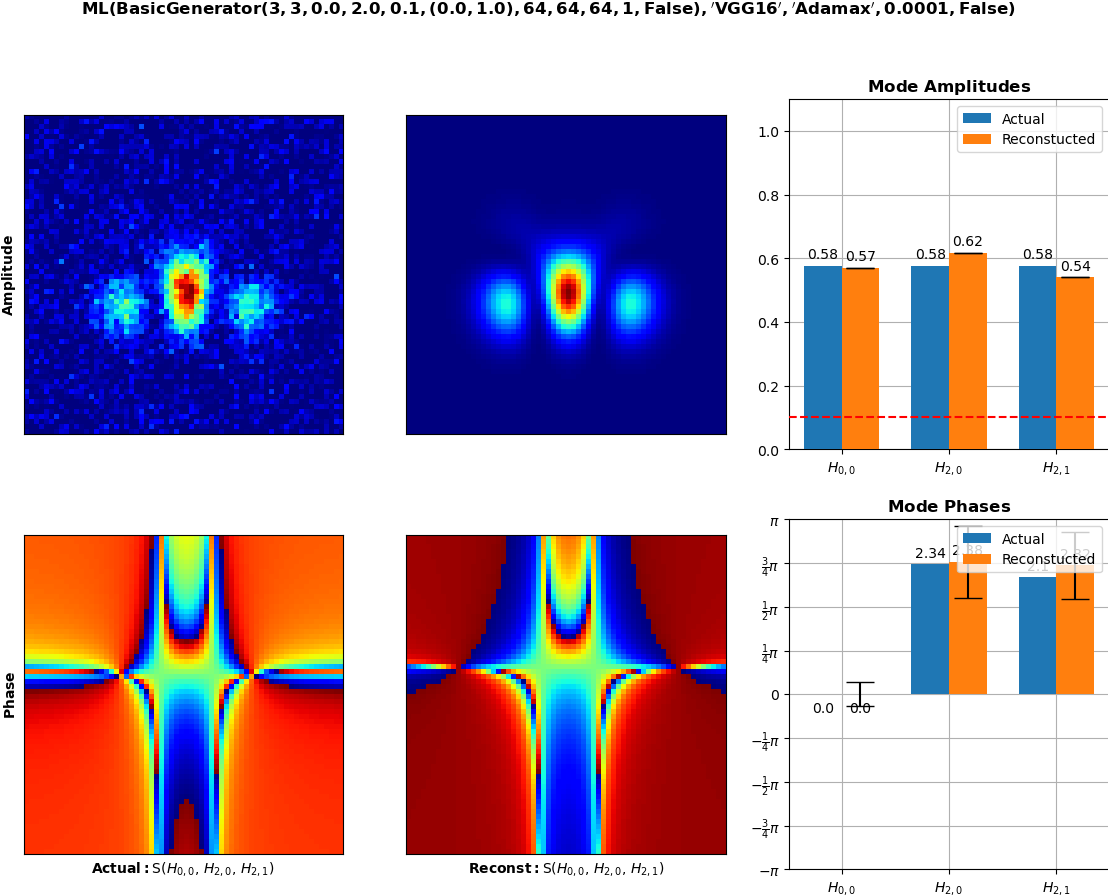 ML(BasicGenerator(3, 3, 0.0, 2.0, 0.1, (0.0, 1.0), 64, 64, 64, 1, False), ′VGG16′, ′Adamax′, 0.0001, False)
Mode Amplitudes
Actual
Reconstucted
1.0
0.8
0.6
0.4
0.2
0.0
0.58 0.57
0.58 0.62
0.58 0.54
H0,0 H2,0 H2,1
Amplitude
Mode Phases
Actual
Reconstucted
π
3/4π
1/2π
1/4π
0
−1/4π
−1/2π
−3/4π
−π
0.0 0.0
2.34
H0,0 H2,0 H2,1
Phase
Actual: S(H0,0, H2,0, H2,1)
Reconst: S(H0,0, H2,0, H2,1)